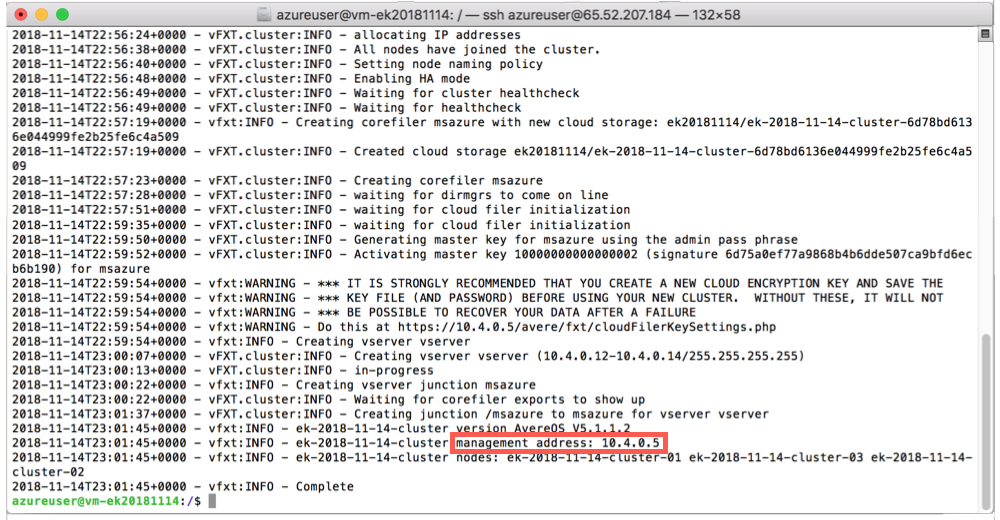 azureuser@vm-ek20181114: / — ssh azureuser@65.52.207.184 — 132×58
2018-11-14T22:56:24+0000 - vFXT.cluster:INFO - allocating IP addresses
2018-11-14T22:56:38+0000 - vFXT.cluster:INFO - All nodes have joined the cluster.
2018-11-14T22:56:40+0000 - vFXT.cluster:INFO - Setting node naming policy
2018-11-14T22:56:48+0000 - vFXT.cluster:INFO - Enabling HA mode
2018-11-14T22:56:49+0000 - vFXT.cluster:INFO - Waiting for cluster healthcheck
2018-11-14T22:56:49+0000 - vFXT.cluster:INFO - Waiting for healthcheck
2018-11-14T22:57:19+0000 - vfxt:INFO - Creating corefiler msazure with new cloud storage: ek20181114/ek-2018-11-14-cluster-6d78bd613
6e044999fe2b25fe6c4a509
2018-11-14T22:57:19+0000 - vFXT.cluster:INFO - Created cloud storage ek20181114/ek-2018-11-14-cluster-6d78bd6136e044999fe2b25fe6c4a5
09
2018-11-14T22:57:23+0000 - vFXT.cluster:INFO - Creating corefiler msazure
2018-11-14T22:57:28+0000 - vFXT.cluster:INFO - waiting for dirmgrs to come on line
2018-11-14T22:57:51+0000 - vFXT.cluster:INFO - waiting for cloud filer initialization
2018-11-14T22:59:35+0000 - vFXT.cluster:INFO - waiting for cloud filer initialization
2018-11-14T22:59:50+0000 - vFXT.cluster:INFO - Generating master key for msazure using the admin pass phrase
2018-11-14T22:59:52+0000 - vFXT.cluster:INFO - Activating master key 10000000000000002 (signature 6d75a0ef77a9868b4b6dde507ca9bfd6ec
b6b190) for msazure
2018-11-14T22:59:54+0000 - vfxt:WARNING - *** IT IS STRONGLY RECOMMENDED THAT YOU CREATE A NEW CLOUD ENCRYPTION KEY AND SAVE THE
2018-11-14T22:59:54+0000 - vfxt:WARNING - *** KEY FILE (AND PASSWORD) BEFORE USING YOUR NEW CLUSTER.  WITHOUT THESE, IT WILL NOT
2018-11-14T22:59:54+0000 - vfxt:WARNING - *** BE POSSIBLE TO RECOVER YOUR DATA AFTER A FAILURE
2018-11-14T22:59:54+0000 - vfxt:WARNING - Do this at https://10.4.0.5/avere/fxt/cloudFilerKeySettings.php
2018-11-14T22:59:54+0000 - vfxt:INFO - Creating vserver vserver
2018-11-14T23:00:07+0000 - vFXT.cluster:INFO - Creating vserver vserver (10.4.0.12-10.4.0.14/255.255.255.255)
2018-11-14T23:00:13+0000 - vFXT.cluster:INFO - in-progress
2018-11-14T23:00:22+0000 - vfxt:INFO - Creating vserver junction msazure
2018-11-14T23:00:22+0000 - vFXT.cluster:INFO - Waiting for corefiler exports to show up
2018-11-14T23:01:37+0000 - vFXT.cluster:INFO - Creating junction /msazure to msazure for vserver vserver
2018-11-14T23:01:45+0000 - vfxt:INFO - ek-2018-11-14-cluster version AvereOS_V5.1.1.2
2018-11-14T23:01:45+0000 - vfxt:INFO - ek-2018-11-14-cluster management address: 10.4.0.5
2018-11-14T23:01:45+0000 - vfxt:INFO - ek-2018-11-14-cluster nodes: ek-2018-11-14-cluster-01 ek-2018-11-14-cluster-03 ek-2018-11-14-
cluster-02
2018-11-14T23:01:45+0000 - vfxt:INFO - Complete
azureuser@vm-ek20181114:/$